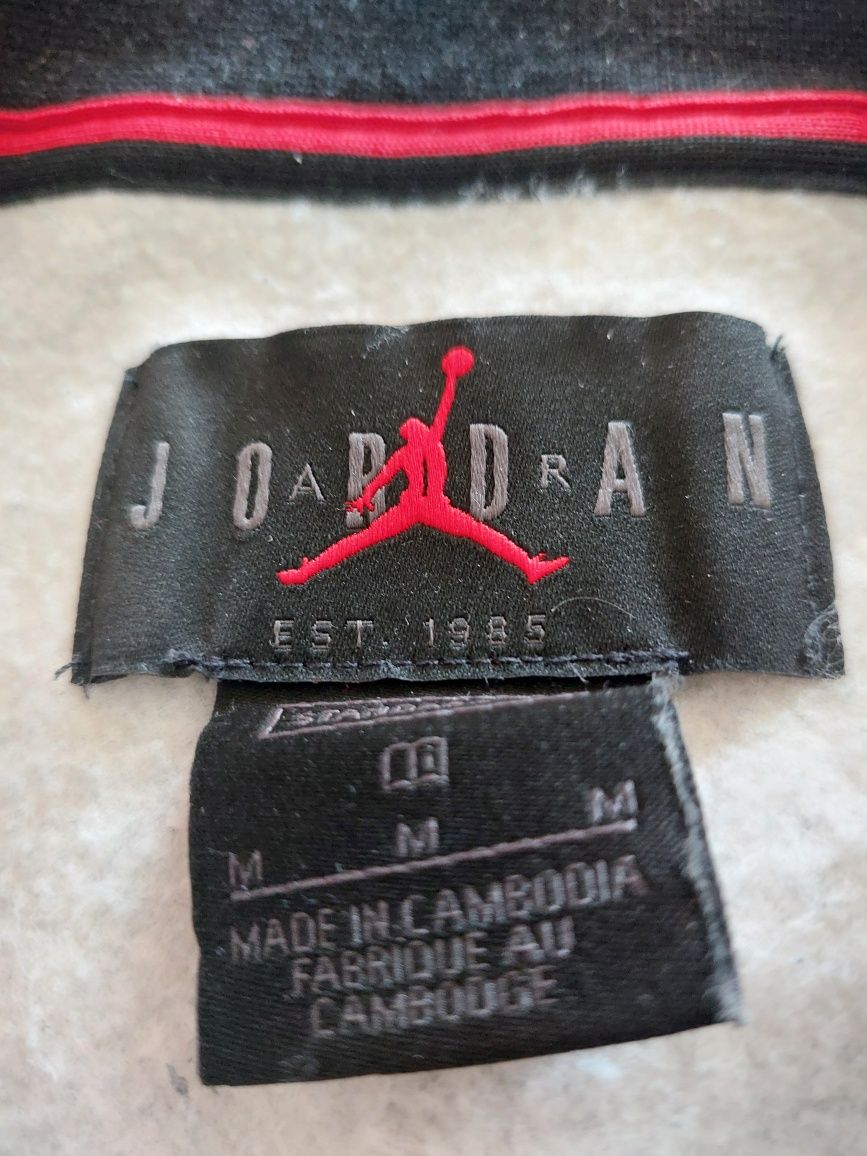 JORDAN
AIR
EST. 1985
M M M
MADE IN CAMBODIA
FABRIQUE AU
CAMBODGE